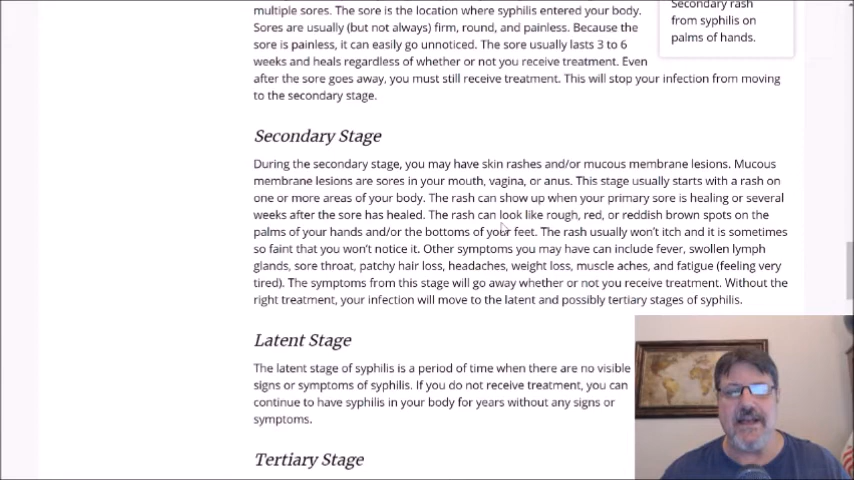 multiple sores. The sore is the location where syphilis entered your body.
Sores are usually (but not always) firm, round, and painless. Because the
sore is painless, it can easily go unnoticed. The sore usually lasts 3 to 6
weeks and heals regardless of whether or not you receive treatment. Even
after the sore goes away, you must still receive treatment. This will stop your infection from moving
to the secondary stage.
Secondary rash
from syphilis on
palms of hands.
Secondary Stage
During the secondary stage, you may have skin rashes and/or mucous membrane lesions. Mucous
membrane lesions are sores in your mouth, vagina, or anus. This stage usually starts with a rash on
one or more areas of your body. The rash can show up when your primary sore is healing or several
weeks after the sore has healed. The rash can look like rough, red, or reddish brown spots on the
palms of your hands and/or the bottoms of your feet. The rash usually won't itch and it is sometimes
so faint that you won't notice it. Other symptoms you may have can include fever, swollen lymph
glands, sore throat, patchy hair loss, headaches, weight loss, muscle aches, and fatigue (feeling very
tired). The symptoms from this stage will go away whether or not you receive treatment. Without the
right treatment, your infection will move to the latent and possibly tertiary stages of syphilis.
Latent Stage
The latent stage of syphilis is a period of time when there are no visible
signs or symptoms of syphilis. If you do not receive treatment, you can
continue to have syphilis in your body for years without any signs or
symptoms.
Tertiary Stage